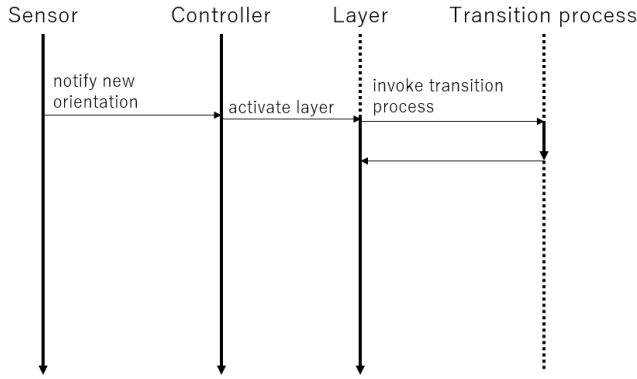 Sensor Controller Layer Transition process
notify new
orientation
activate layer
invoke transition
process